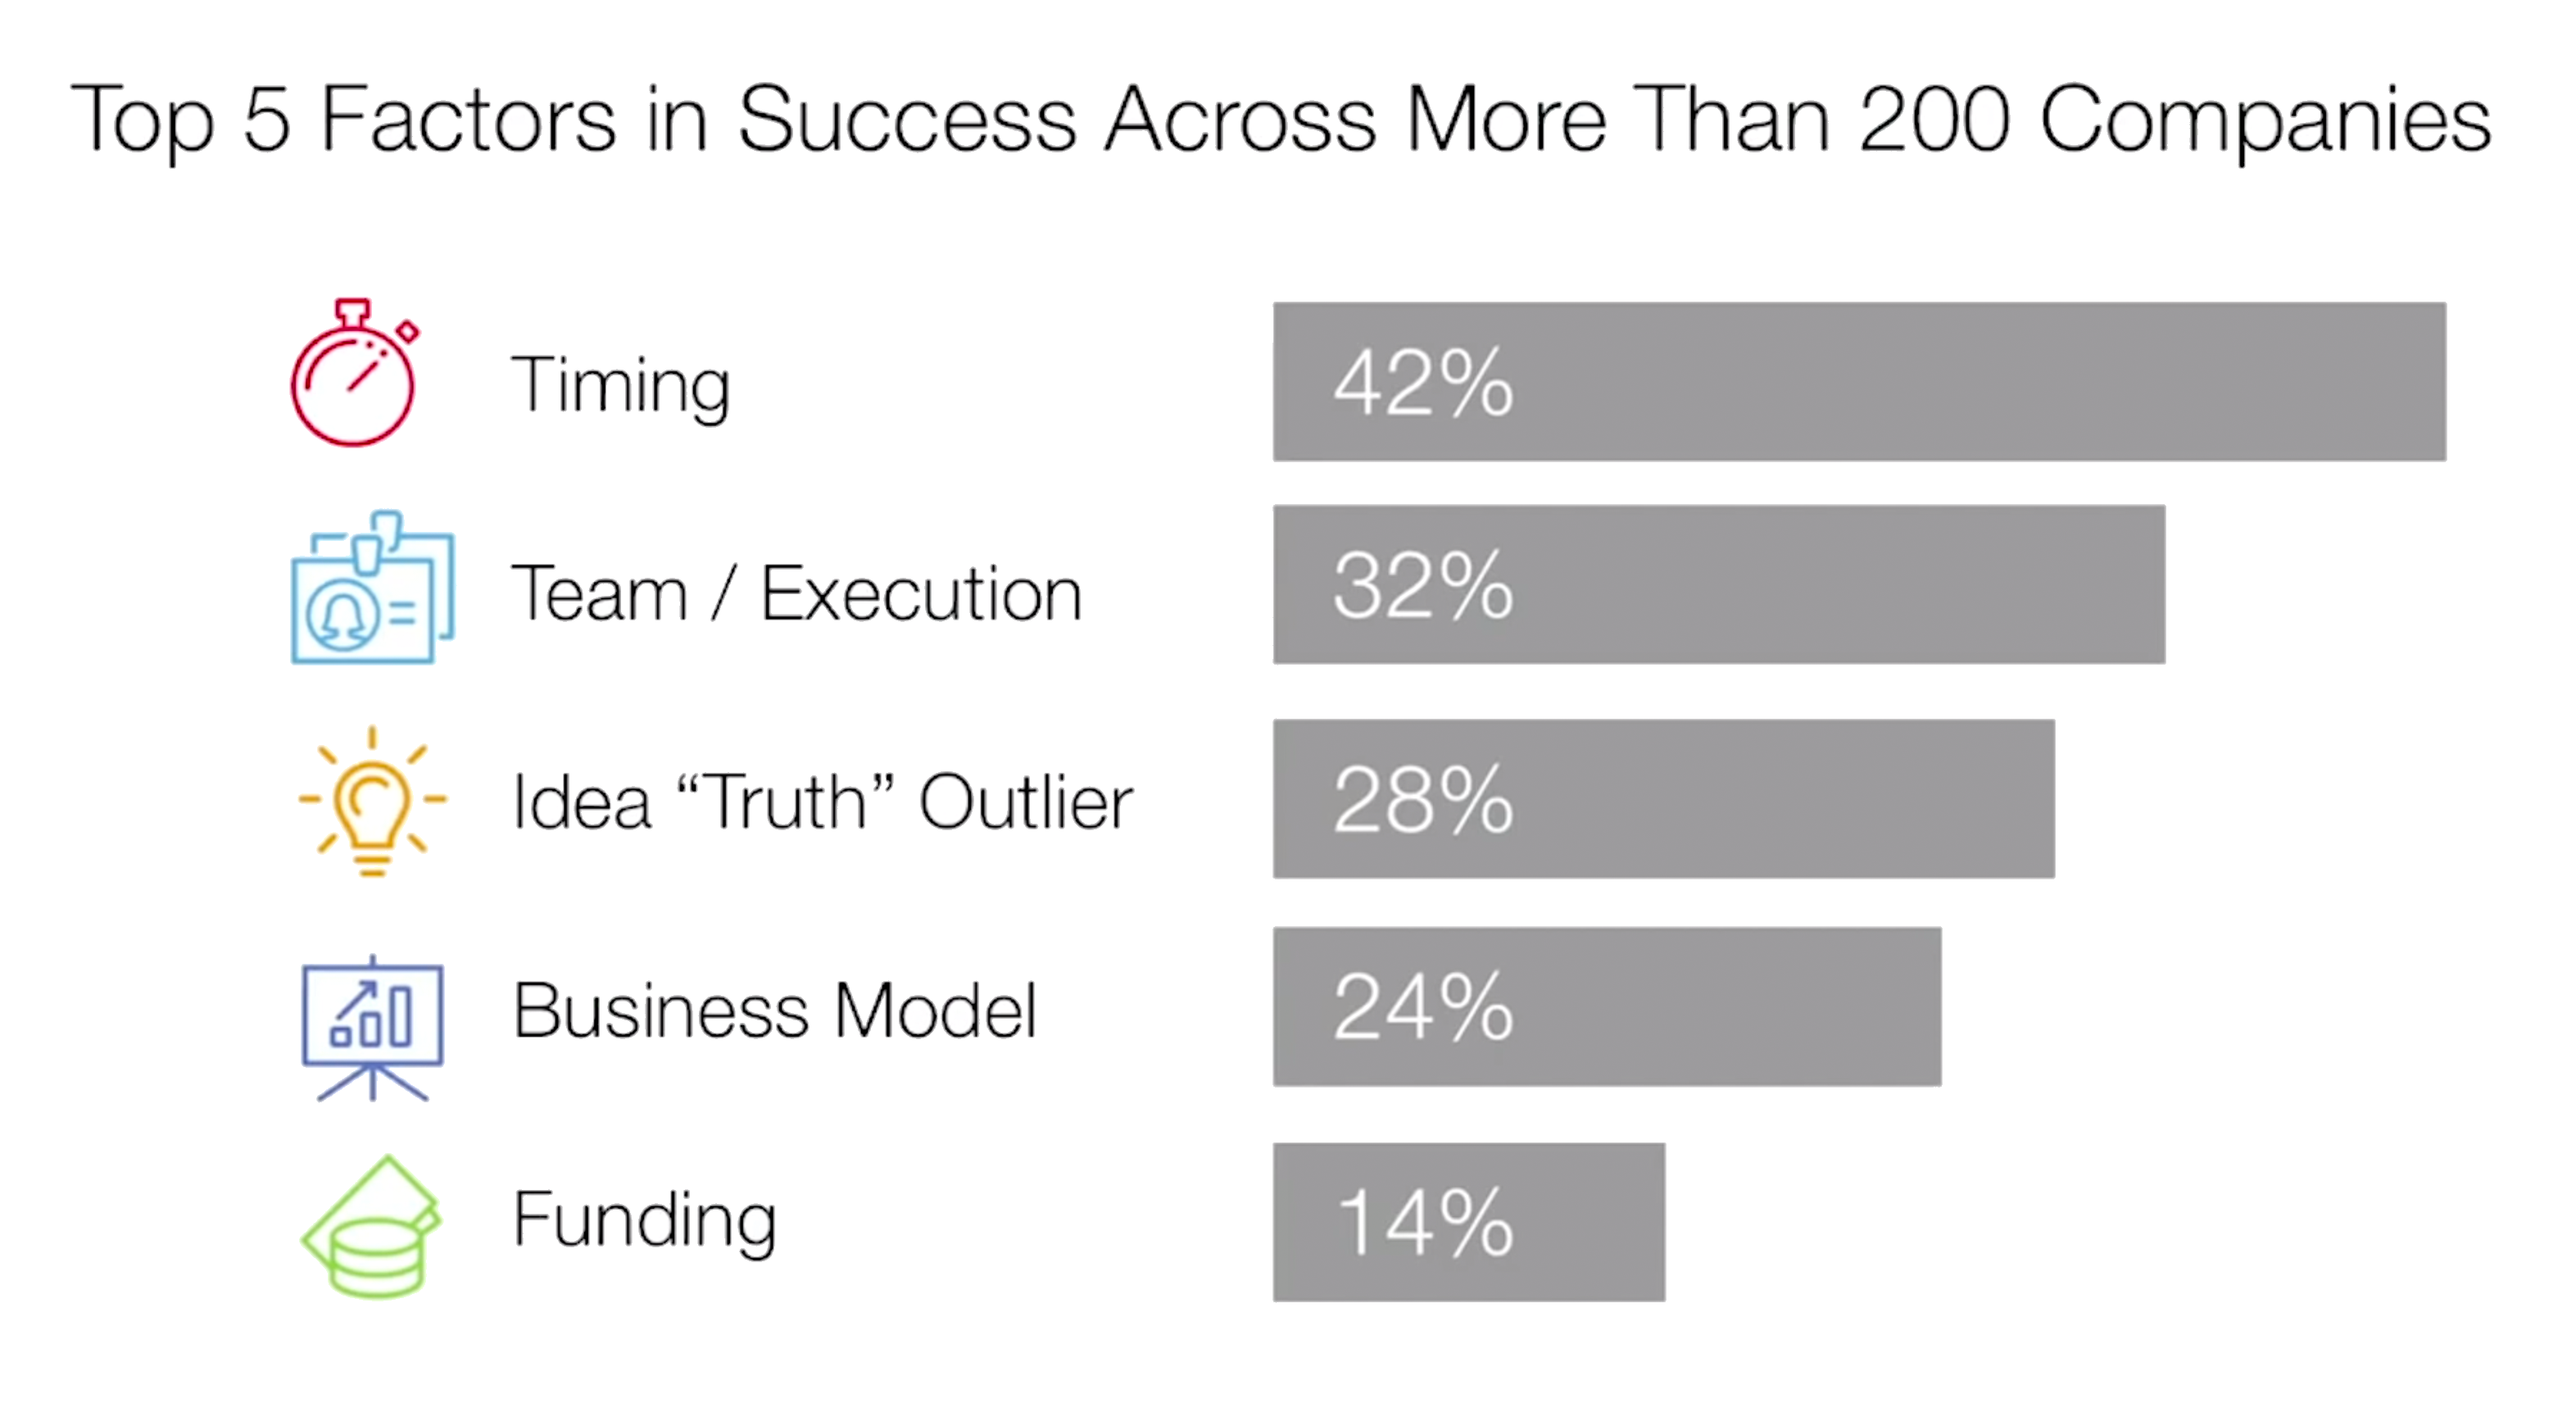 Top 5 Factors in Success Across More Than 200 Companies
Timing 42%
Team / Execution 32%
Idea “Truth” Outlier 28%
Business Model 24%
Funding 14%